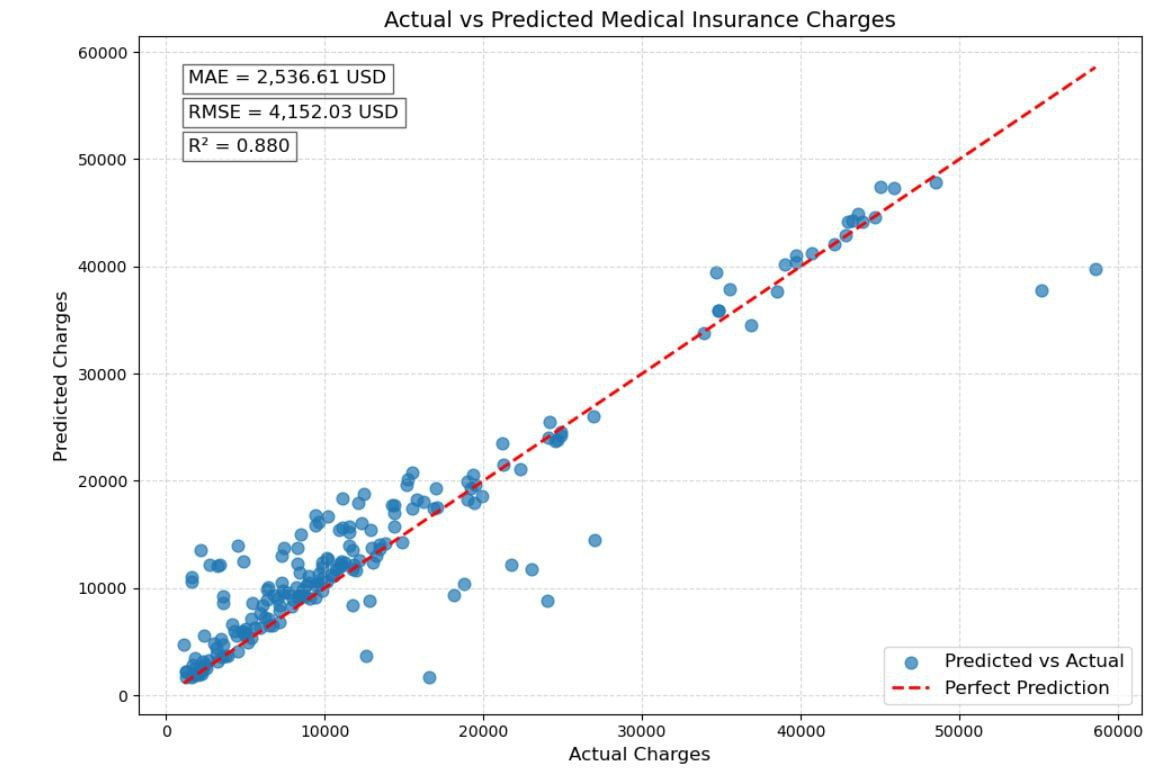 Actual vs Predicted Medical Insurance Charges
60000
MAE = 2,536.61 USD
RMSE = 4,152.03 USD
R² = 0.880
50000
40000
30000
20000
10000
0
Predicted Charges
Predicted vs Actual
Perfect Prediction
0 10000 20000 30000 40000 50000 60000
Actual Charges